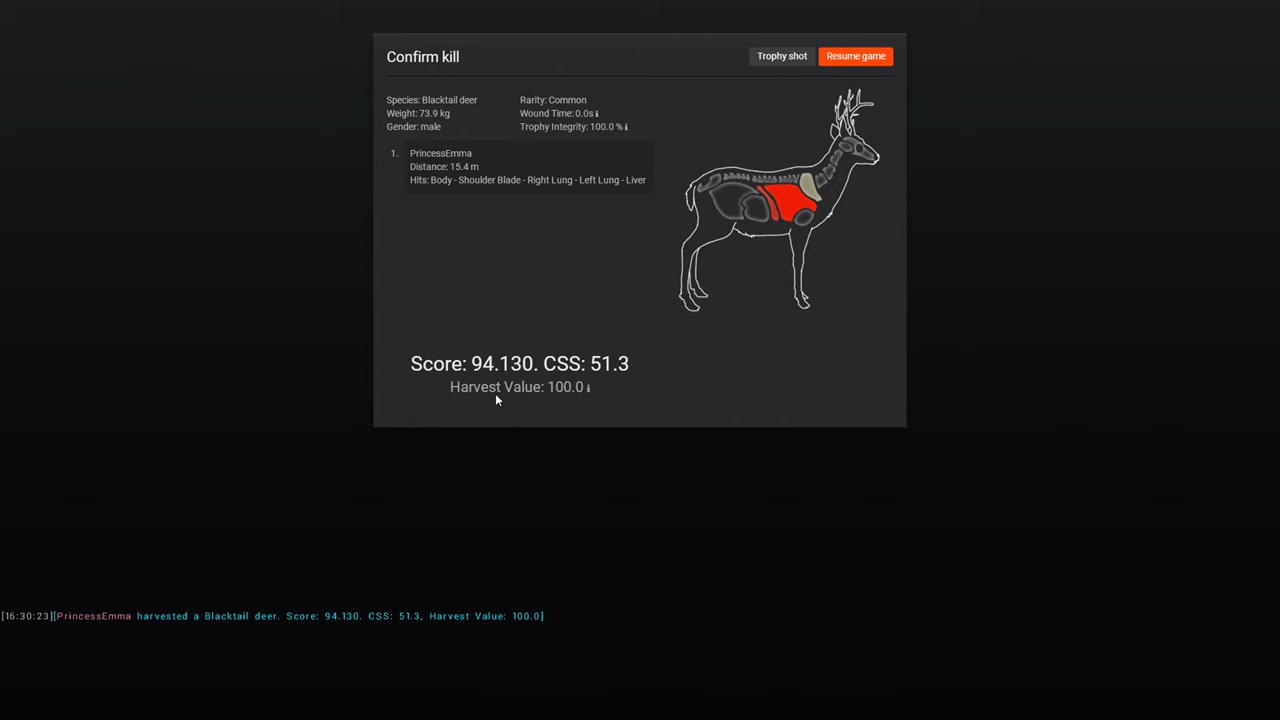 Confirm kill
Trophy shot
Resume game
Species: Blacktail deer
Weight: 73.9 kg
Gender: male
Rarity: Common
Wound Time: 0.0s
Trophy Integrity: 100.0 %
1. PrincessEmma
Distance: 15.4 m
Hits: Body - Shoulder Blade - Right Lung - Left Lung - Liver
Score: 94.130. CSS: 51.3
Harvest Value: 100.0
[16:30:23][PrincessEmma harvested a Blacktail deer. Score: 94.130. CSS: 51.3, Harvest Value: 100.0]